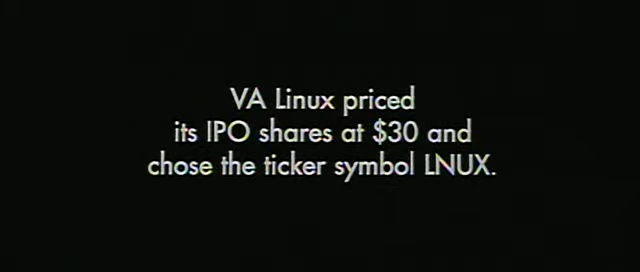 VA Linux priced
its IPO shares at $30 and
chose the ticker symbol LNUX.